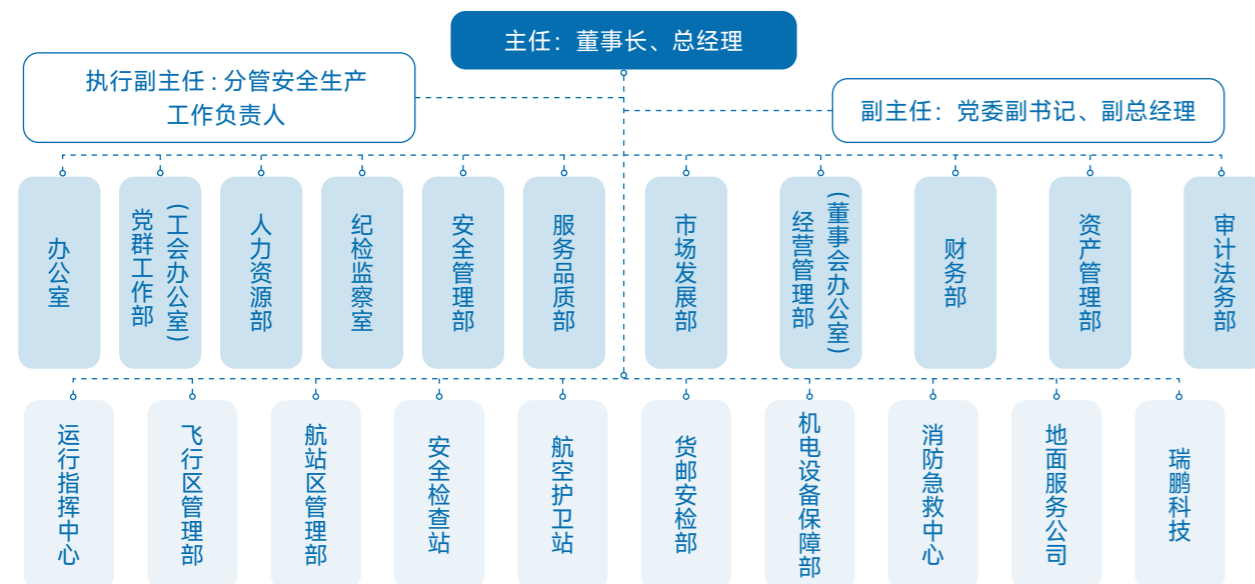 主任：董事长、总经理
执行副主任：分管安全生产
工作负责人
副主任：党委副书记、副总经理
办公室
党群工作部
（工会办公室）
人力资源部
纪检监察室
安全管理部
服务品质部
市场发展部
经营管理部
（董事会办公室）
财务部
资产管理部
审计法务部
运行指挥中心
飞行区管理部
航站区管理部
安全检查站
航空护卫站
货邮安检部
机电设备保障部
消防急救中心
地面服务公司
瑞鹏科技